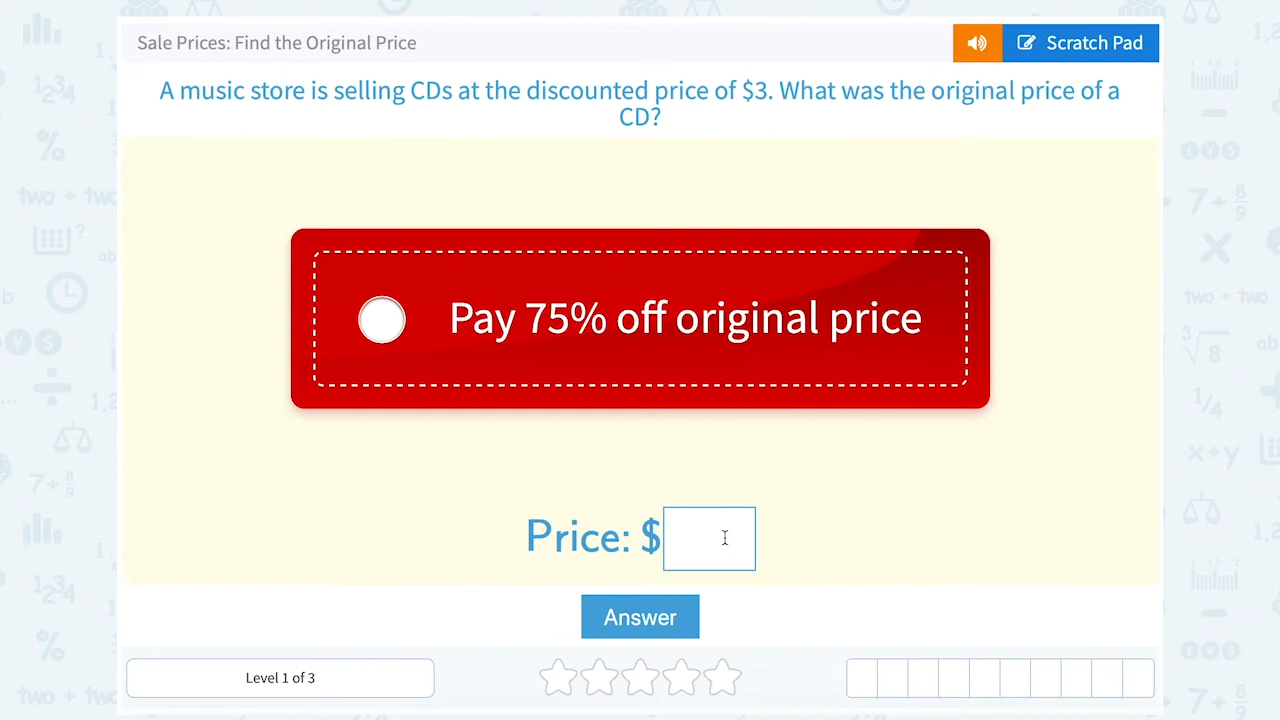 Sale Prices: Find the Original Price
Scratch Pad
A music store is selling CDs at the discounted price of $3. What was the original price of a
CD?
Pay 75% off original price
Price: $
Answer
Level 1 of 3